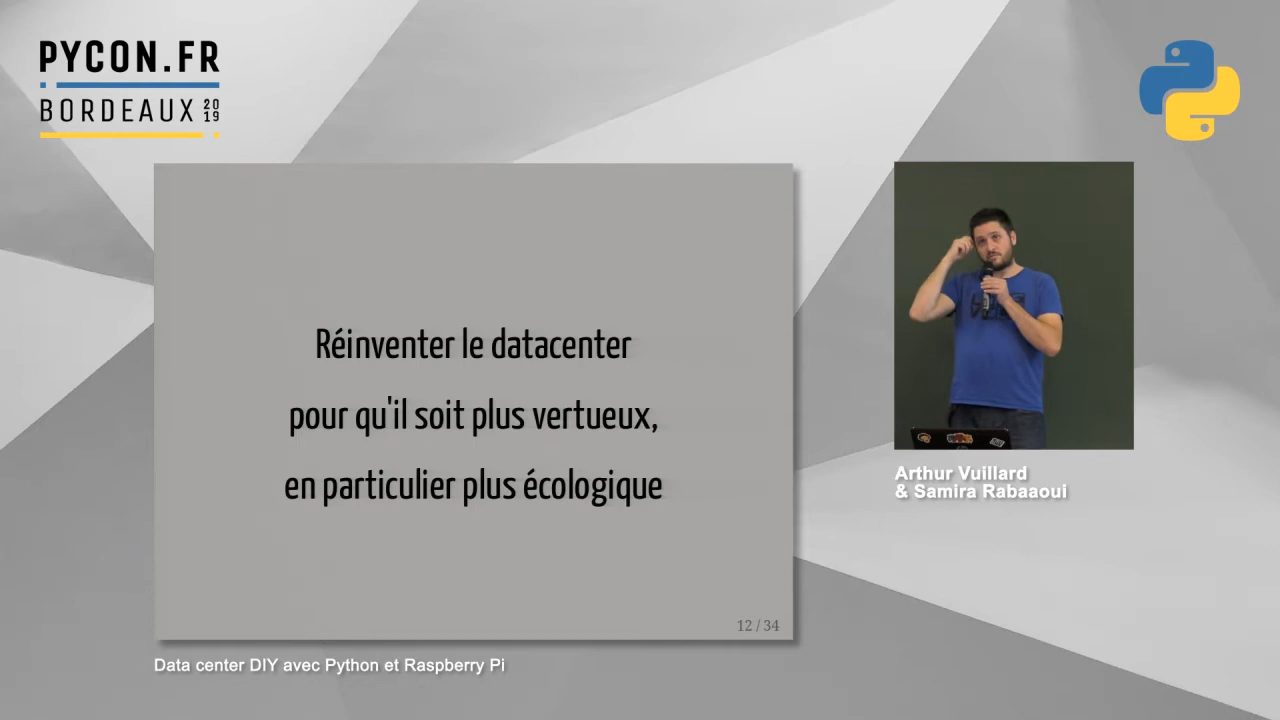 PYCON.FR
BORDEAUX 2019
Réinventer le datacenter
pour qu'il soit plus vertueux,
en particulier plus écologique
12 / 34
Arthur Vuillard
& Samira Rabaaoui
Data center DIY avec Python et Raspberry Pi